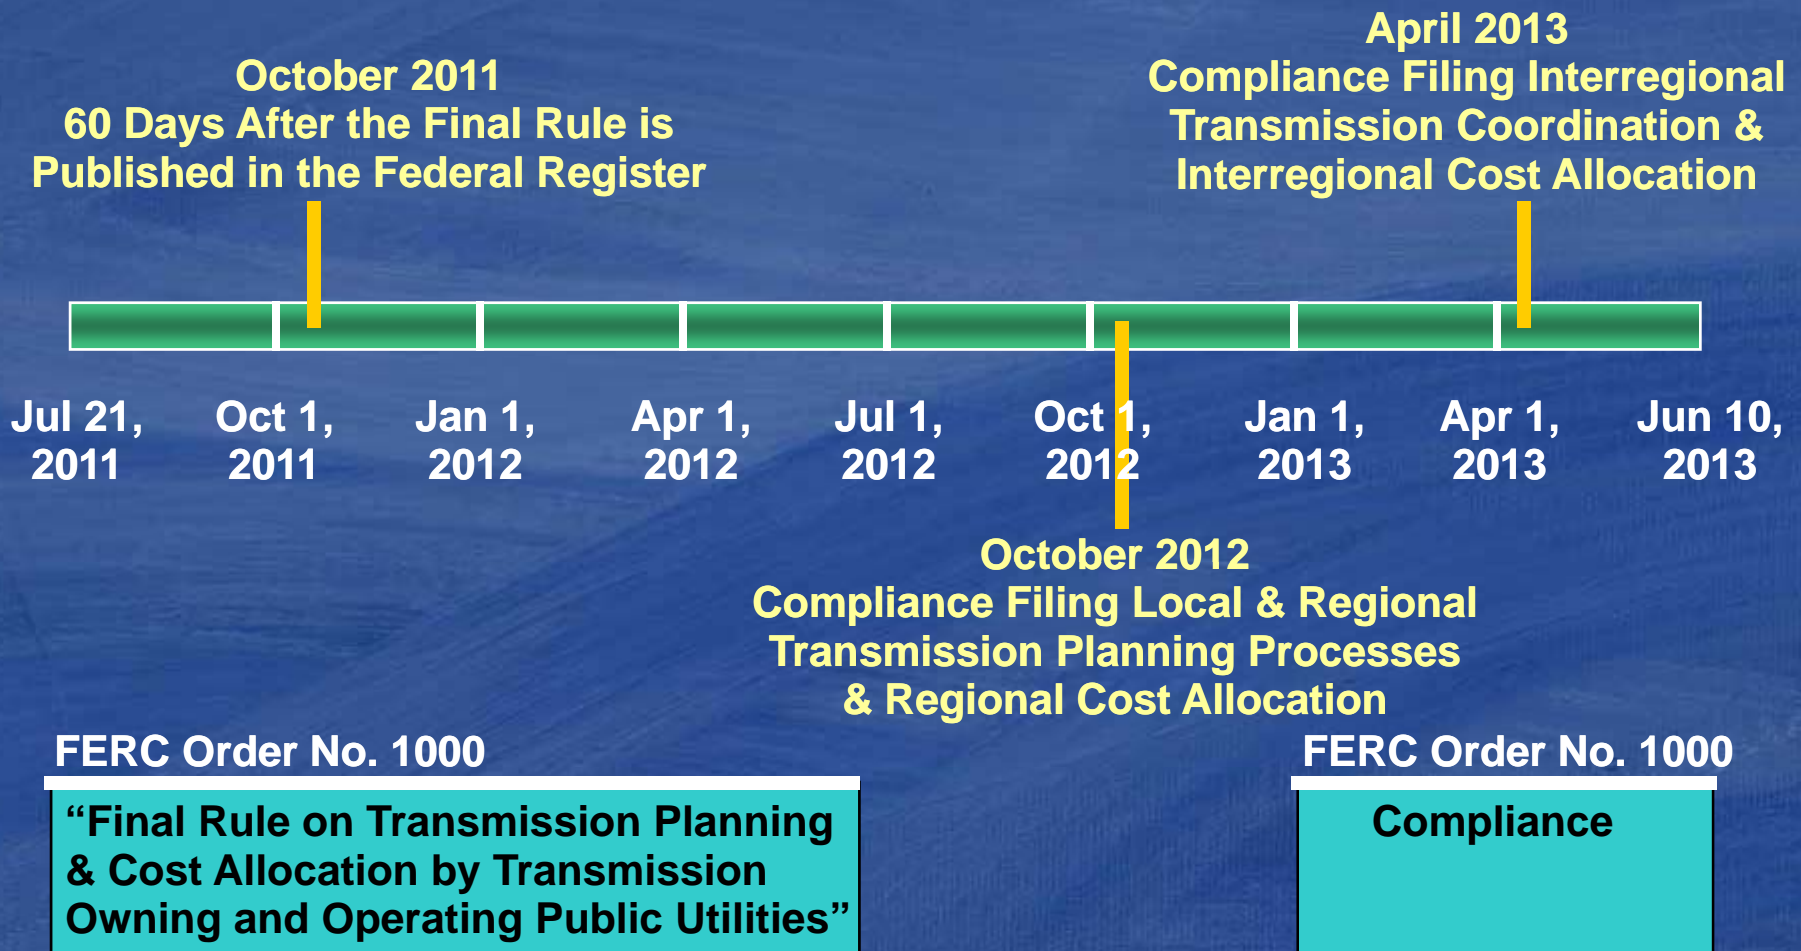 October 2011
60 Days After the Final Rule is
Published in the Federal Register
April 2013
Compliance Filing Interregional
Transmission Coordination &
Interregional Cost Allocation
Jul 21,
2011
Oct 1,
2011
Jan 1,
2012
Apr 1,
2012
Jul 1,
2012
Oct 1,
2012
Jan 1,
2013
Apr 1,
2013
Jun 10,
2013
October 2012
Compliance Filing Local & Regional
Transmission Planning Processes
& Regional Cost Allocation
FERC Order No. 1000
“Final Rule on Transmission Planning
& Cost Allocation by Transmission
Owning and Operating Public Utilities”
FERC Order No. 1000
Compliance